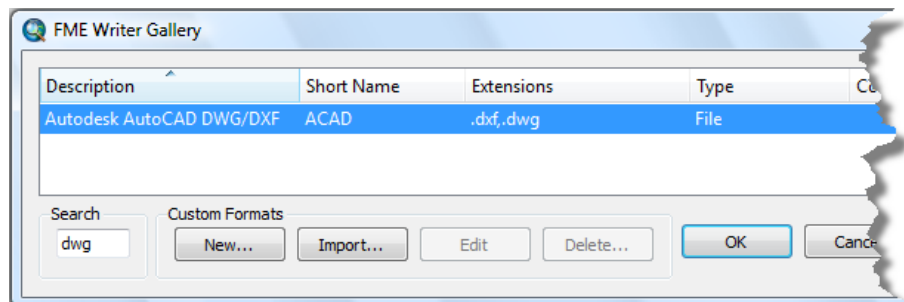 FME Writer Gallery
Description Short Name Extensions Type
Autodesk AutoCAD DWG/DXF ACAD .dxf,.dwg File
Search Custom Formats
dwg New... Import... Edit Delete... OK Cance